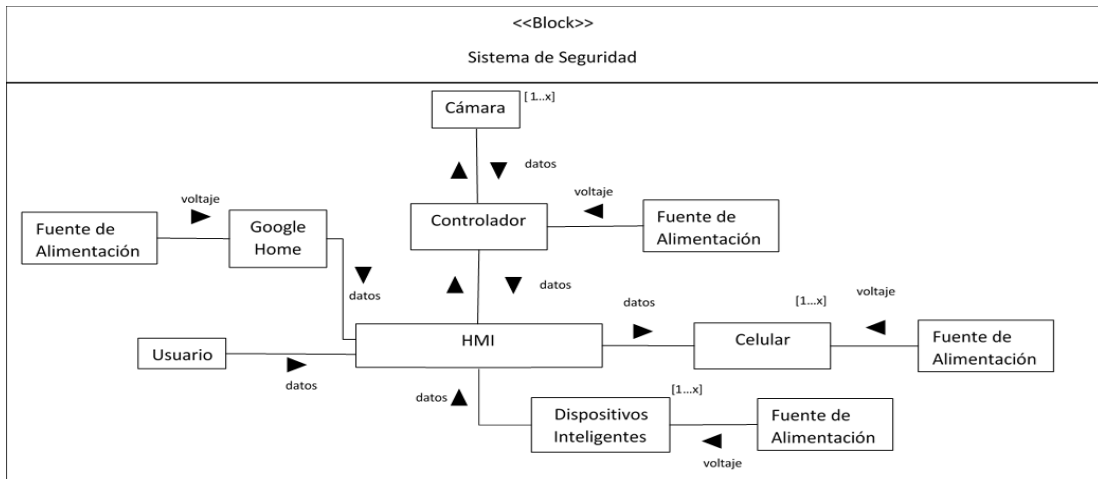 <<Block>>
Sistema de Seguridad
Cámara
[1...x]
datos
voltaje
voltaje
Fuente de
Alimentación
Google
Home
Controlador
Fuente de
Alimentación
datos
datos
HMI
datos
[1...x]
Celular
voltaje
Fuente de
Alimentación
Usuario
datos
datos
[1...x]
Dispositivos
Inteligentes
voltaje
Fuente de
Alimentación